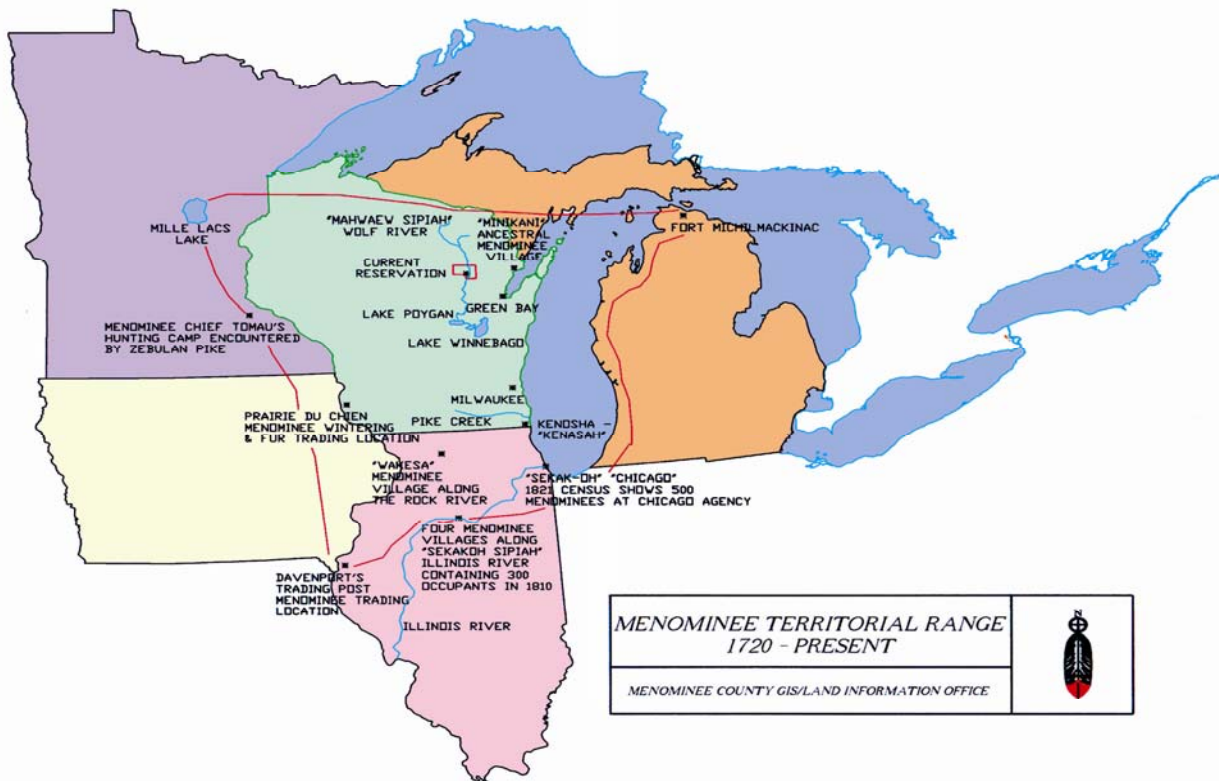 "MAHWAEW SIPIAH"
WOLF RIVER
"MINIKANI"
ANCESTRAL
MENOMINEE
VILLAGE
FORT MICHILMACKINAC
MILLE LACS
LAKE
CURRENT
RESERVATION
GREEN BAY
LAKE POYGAN
LAKE WINNEBAGO
MENOMINEE CHIEF TOMAU'S
HUNTING CAMP ENCOUNTERED
BY ZEBULAN PIKE
MILWAUKEE
PRAIRIE DU CHIEN
MENOMINEE WINTERING
& FUR TRADING LOCATION
PIKE CREEK
KENOSHA -
"KENASAH"
"WAKESA"
MENOMINEE
VILLAGE ALONG
THE ROCK RIVER
"SEKAK-OH" "CHICAGO"
1821 CENSUS SHOWS 500
MENOMINEES AT CHICAGO AGENCY
FOUR MENOMINEE
VILLAGES ALONG
"SEKAKOH SIPIAH"
ILLINOIS RIVER
CONTAINING 300
OCCUPANTS IN 1810
DAVENPORT'S
TRADING POST
MENOMINEE TRADING
LOCATION
ILLINOIS RIVER
MENOMINEE TERRITORIAL RANGE
1720 - PRESENT
MENOMINEE COUNTY GIS/LAND INFORMATION OFFICE
N